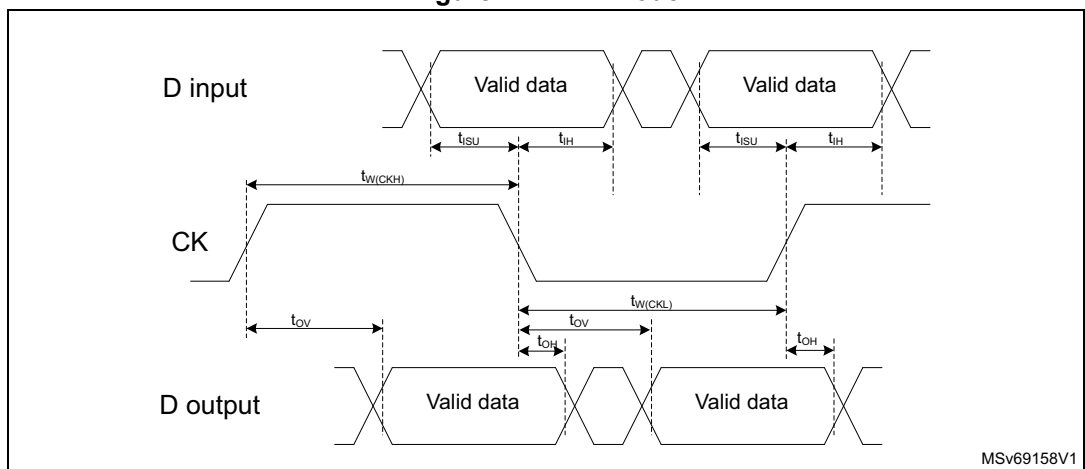 D input
Valid data
Valid data
tISU
tIH
tISU
tIH
tW(CKH)
CK
tW(CKL)
tOV
tOV
tOH
tOH
D output
Valid data
Valid data
MSv69158V1